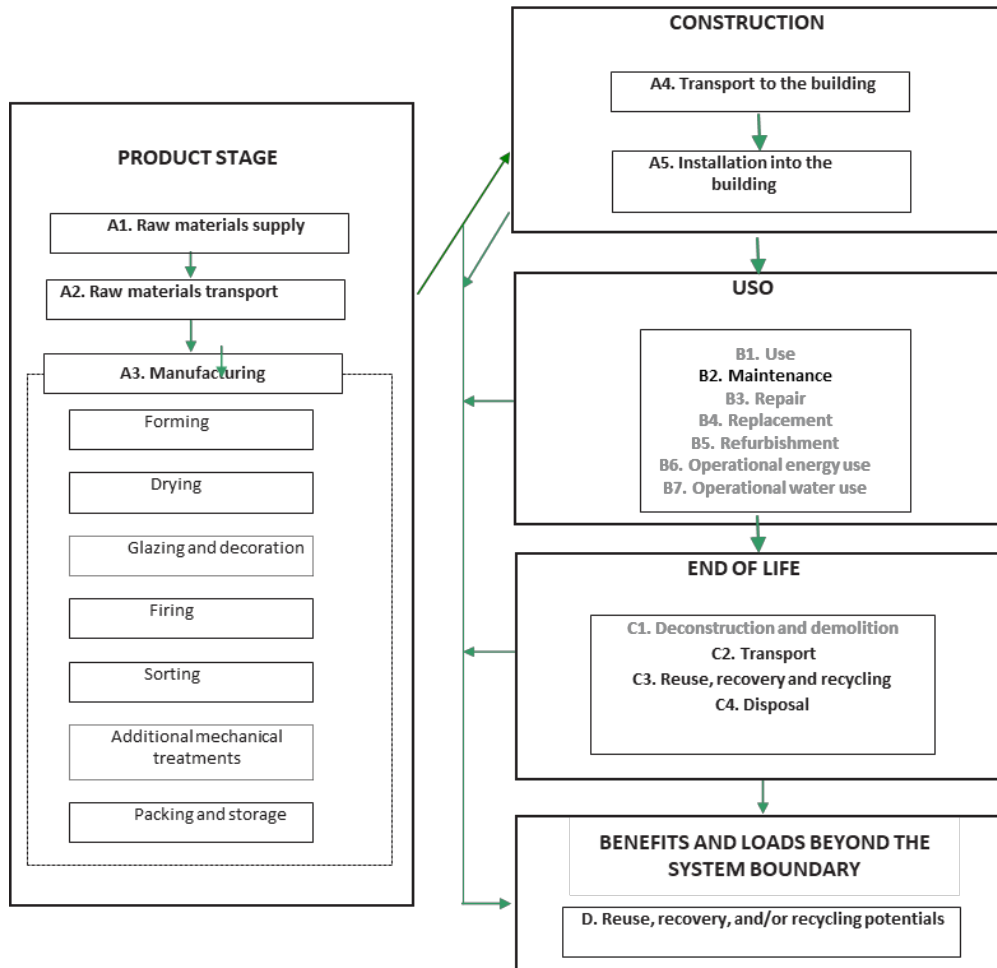 PRODUCT STAGE
A1. Raw materials supply
A2. Raw materials transport
A3. Manufacturing
Forming
Drying
Glazing and decoration
Firing
Sorting
Additional mechanical
treatments
Packing and storage
CONSTRUCTION
A4. Transport to the building
A5. Installation into the
building
USO
B1. Use
B2. Maintenance
B3. Repair
B4. Replacement
B5. Refurbishment
B6. Operational energy use
B7. Operational water use
END OF LIFE
C1. Deconstruction and demolition
C2. Transport
C3. Reuse, recovery and recycling
C4. Disposal
BENEFITS AND LOADS BEYOND THE
SYSTEM BOUNDARY
D. Reuse, recovery, and/or recycling potentials